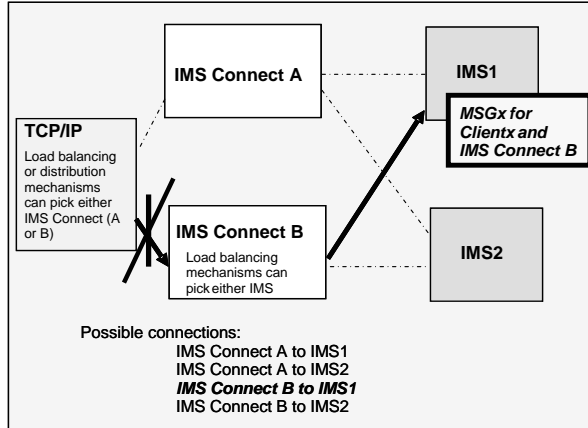 IMS Connect A
IMS1
MSGx for
Clientx and
IMS Connect B
TCP/IP
Load balancing
or distribution
mechanisms
can pick either
IMS Connect (A
or B)
IMS Connect B
Load balancing
mechanisms can
pick either IMS
IMS2
Possible connections:
IMS Connect A to IMS1
IMS Connect A to IMS2
IMS Connect B to IMS1
IMS Connect B to IMS2